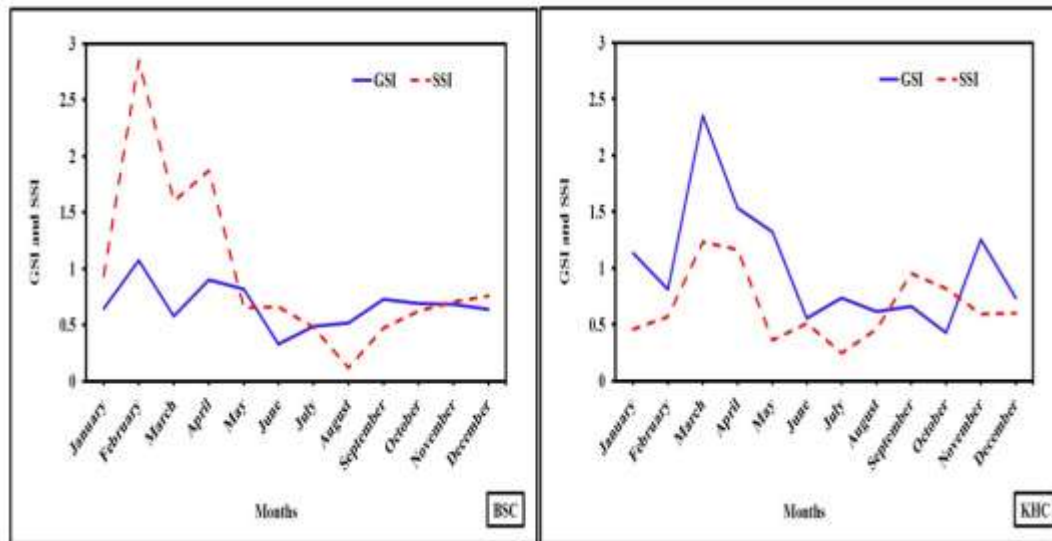 3
2.5
2
1.5
1
0.5
0
GSI SSI
GSI and SSI
January
February
March
April
May
June
July
August
September
October
November
December
Months
BSC
3
2.5
2
1.5
1
0.5
0
GSI SSI
GSI and SSI
January
February
March
April
May
June
July
August
September
October
November
December
Months
KHC